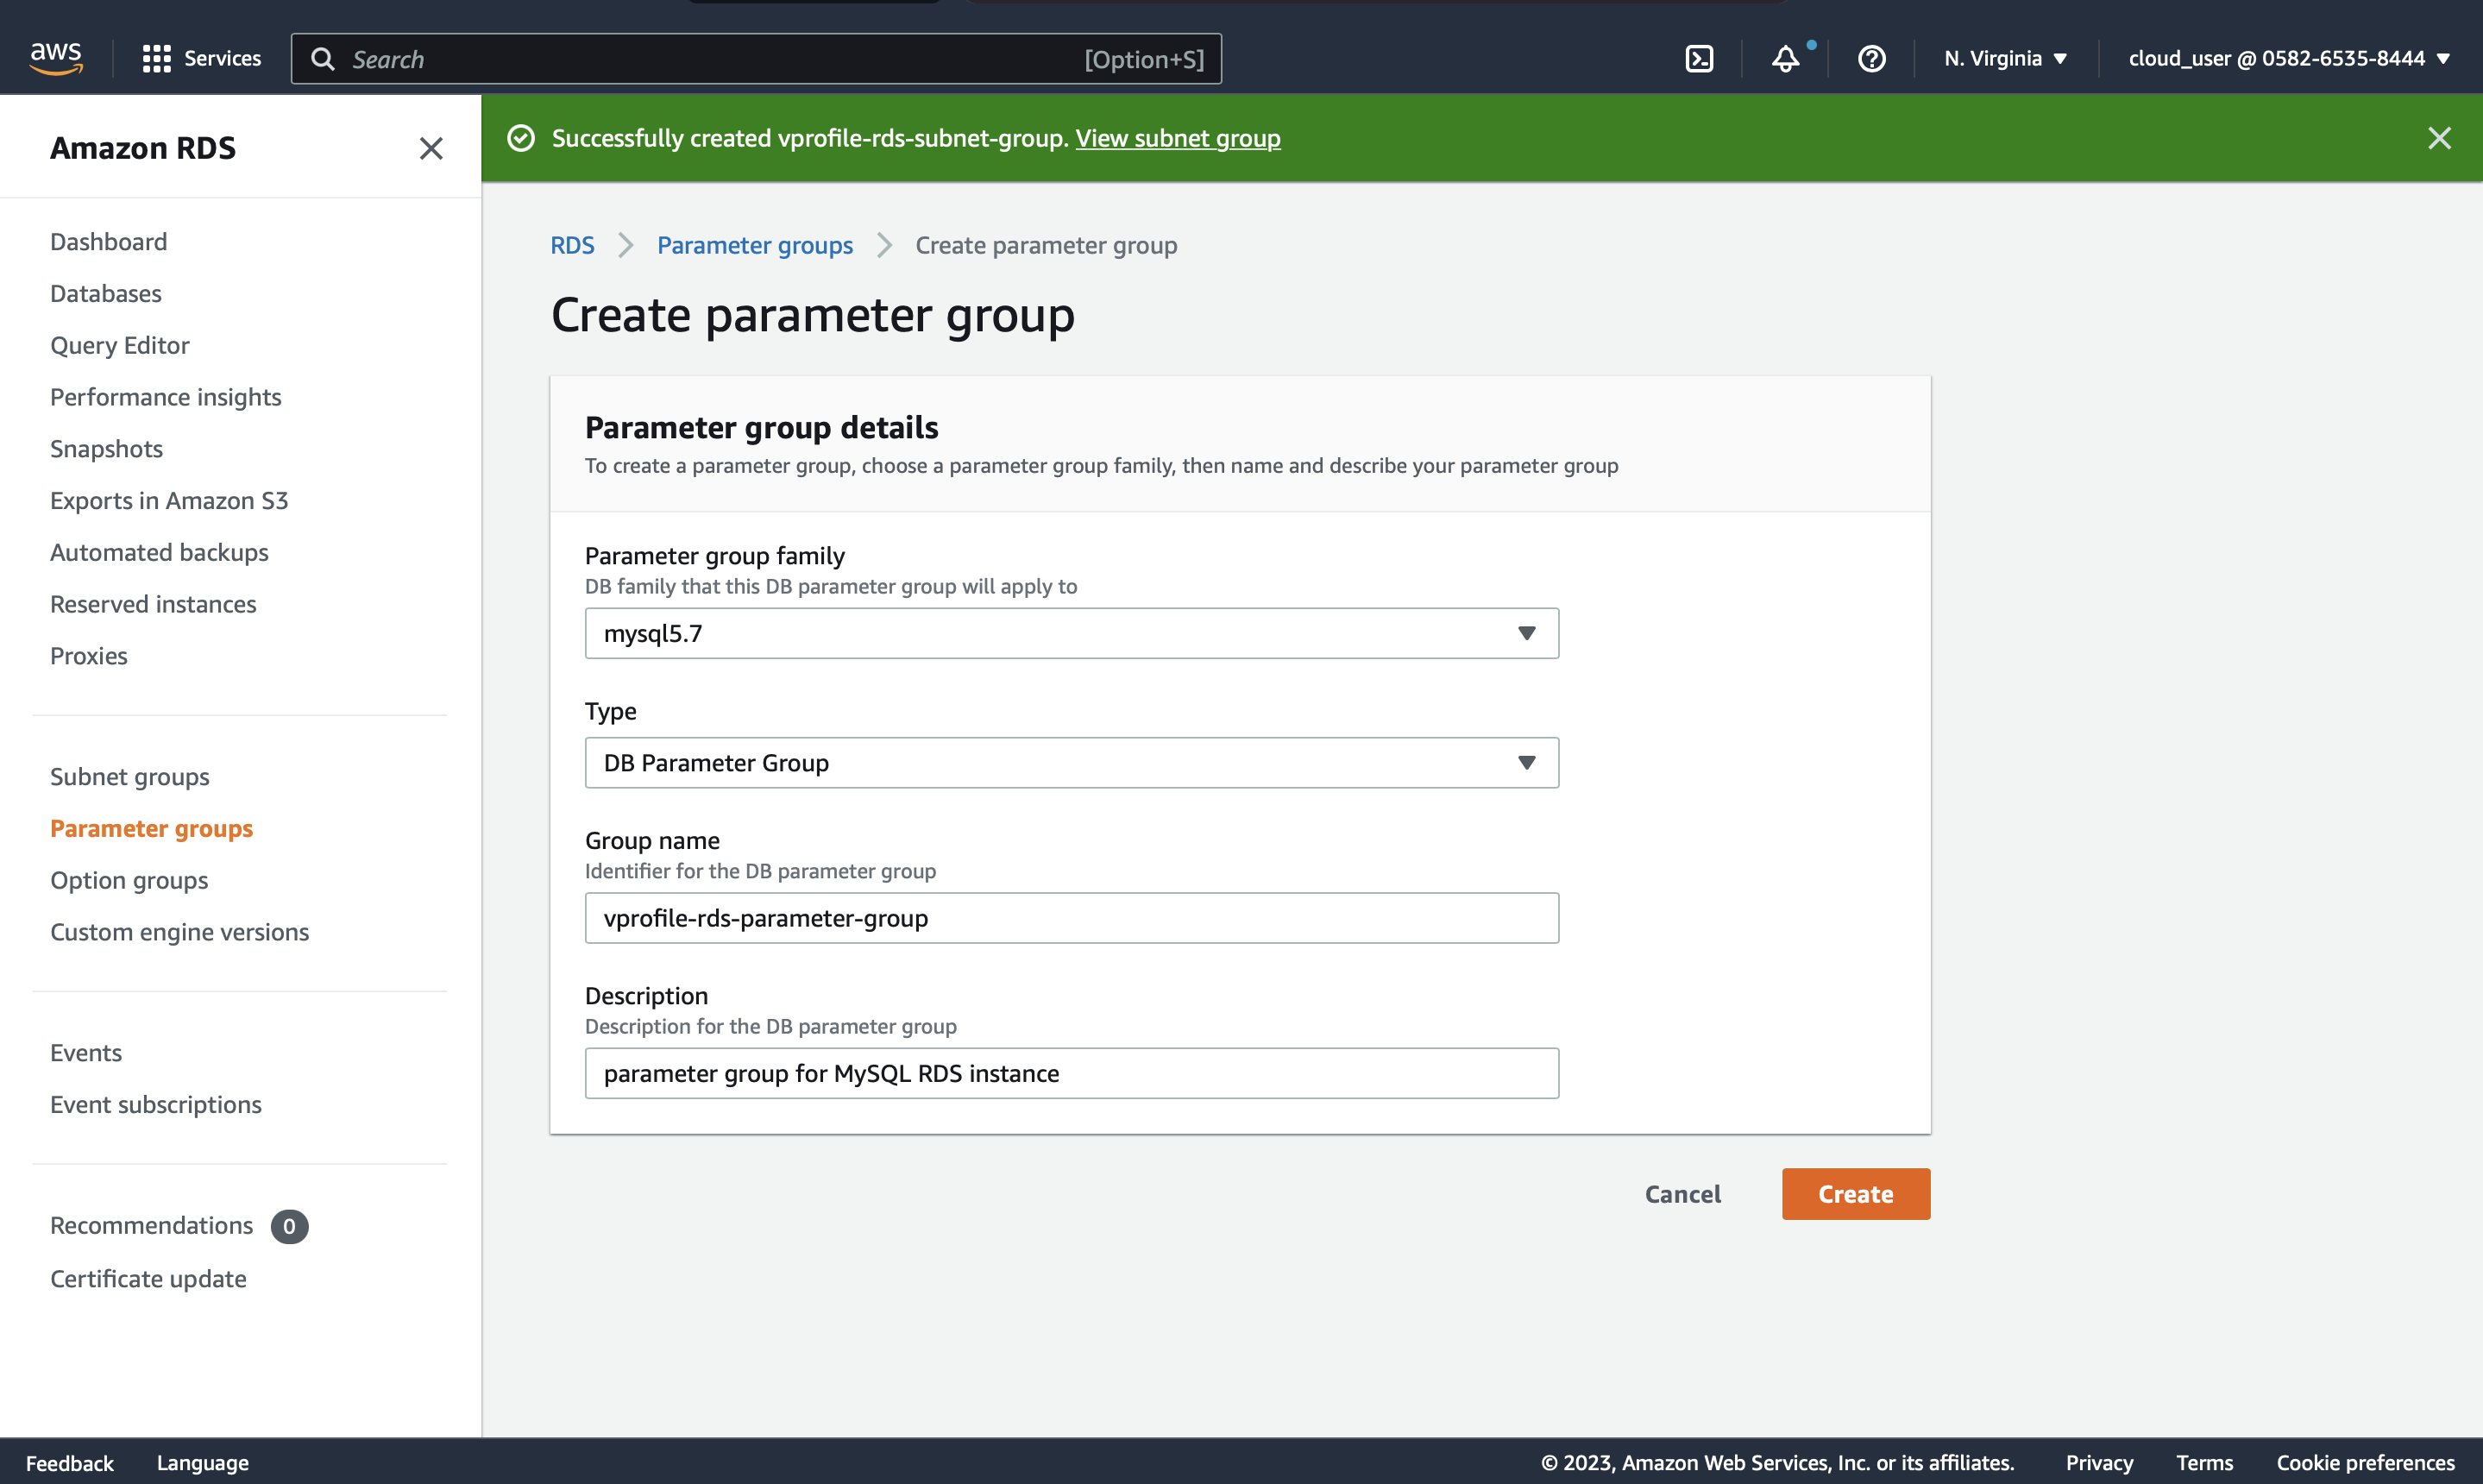 aws
Services
Search
[Option+S]
N. Virginia
cloud_user @ 0582-6535-8444
Amazon RDS
Dashboard
Databases
Query Editor
Performance insights
Snapshots
Exports in Amazon S3
Automated backups
Reserved instances
Proxies
Subnet groups
Parameter groups
Option groups
Custom engine versions
Events
Event subscriptions
Recommendations 0
Certificate update
Successfully created vprofile-rds-subnet-group. View subnet group
RDS
Parameter groups
Create parameter group
Create parameter group
Parameter group details
To create a parameter group, choose a parameter group family, then name and describe your parameter group
Parameter group family
DB family that this DB parameter group will apply to
mysql5.7
Type
DB Parameter Group
Group name
Identifier for the DB parameter group
vprofile-rds-parameter-group
Description
Description for the DB parameter group
parameter group for MySQL RDS instance
Cancel
Create
Feedback
Language
© 2023, Amazon Web Services, Inc. or its affiliates.
Privacy
Terms
Cookie preferences